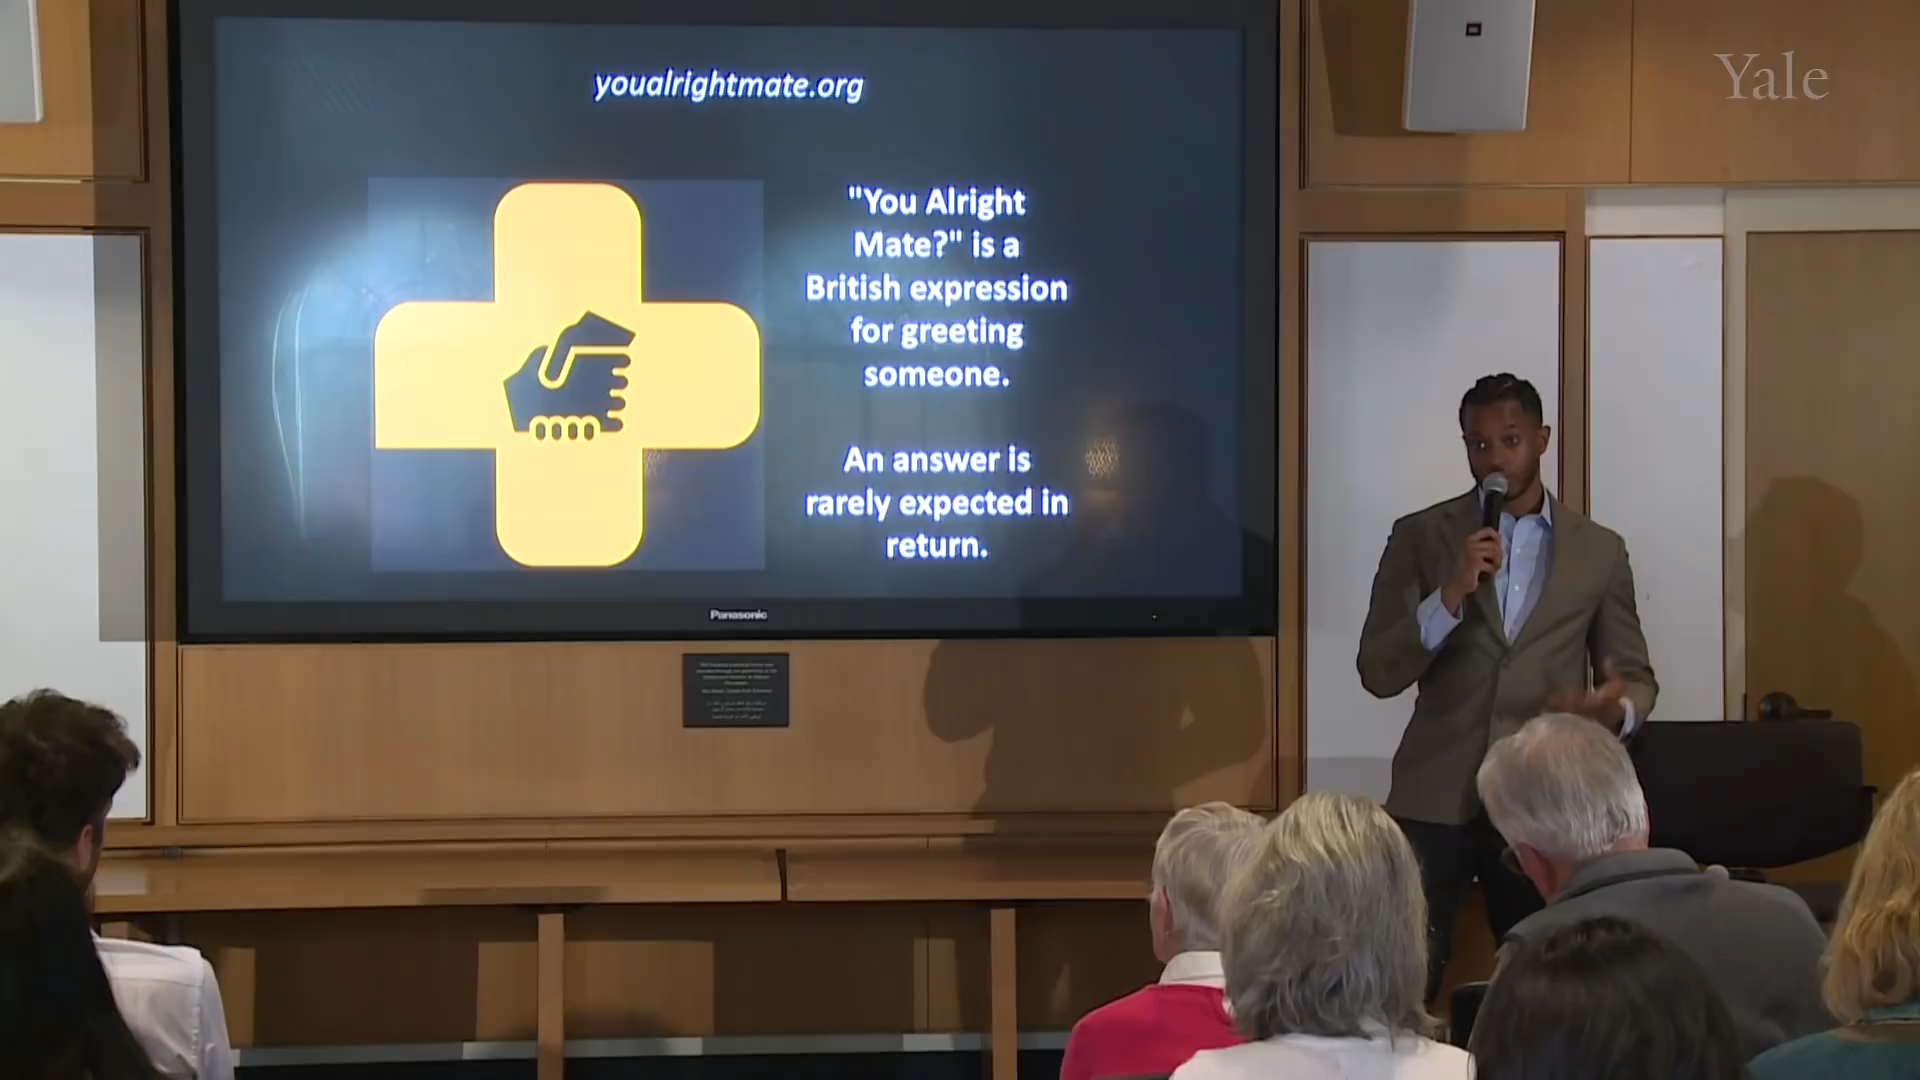 youalrightmate.org
Yale
"You Alright
Mate?" is a
British expression
for greeting
someone.
An answer is
rarely expected in
return.
Panasonic